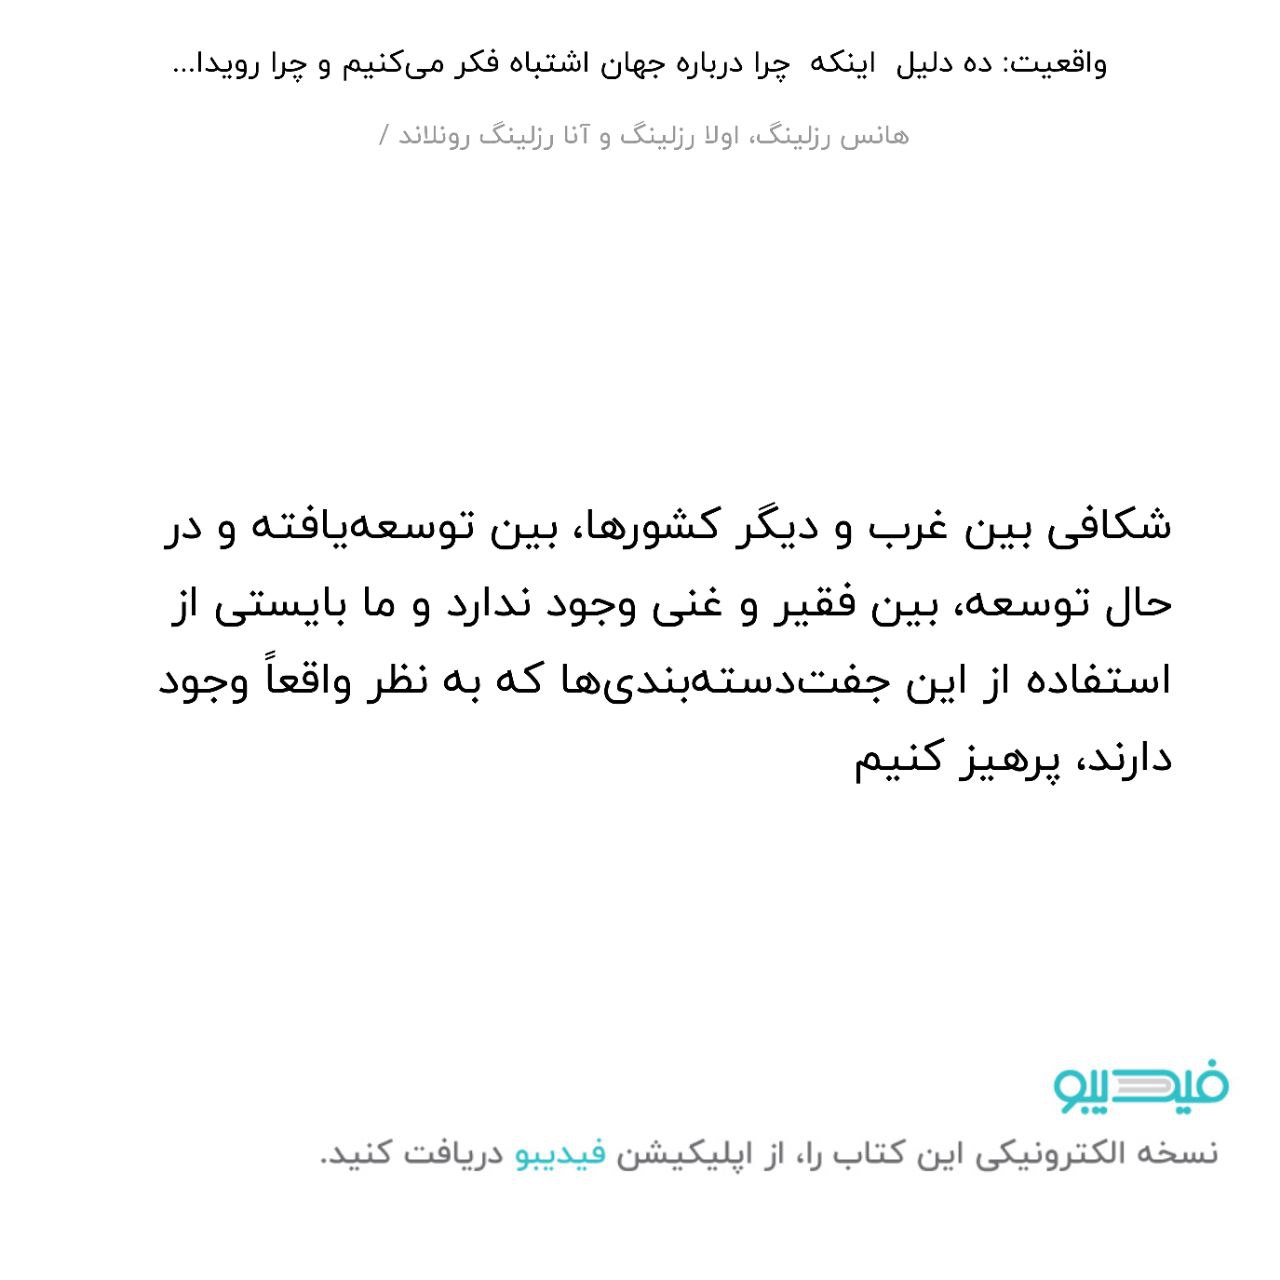 واقعیت: ده دلیل اینکه چرا درباره جهان اشتباه فکر می‌کنیم و چرا رویدا...
هانس رزلینگ، اولا رزلینگ و آنا رزلینگ رونلاند /
شکافی بین غرب و دیگر کشورها، بین توسعه‌یافته و در
حال توسعه، بین فقیر و غنی وجود ندارد و ما بایستی از
استفاده از این جفت‌دسته‌بندی‌ها که به نظر واقعاً وجود
دارند، پرهیز کنیم
فیدیبو
نسخه الکترونیکی این کتاب را، از اپلیکیشن فیدیبو دریافت کنید.